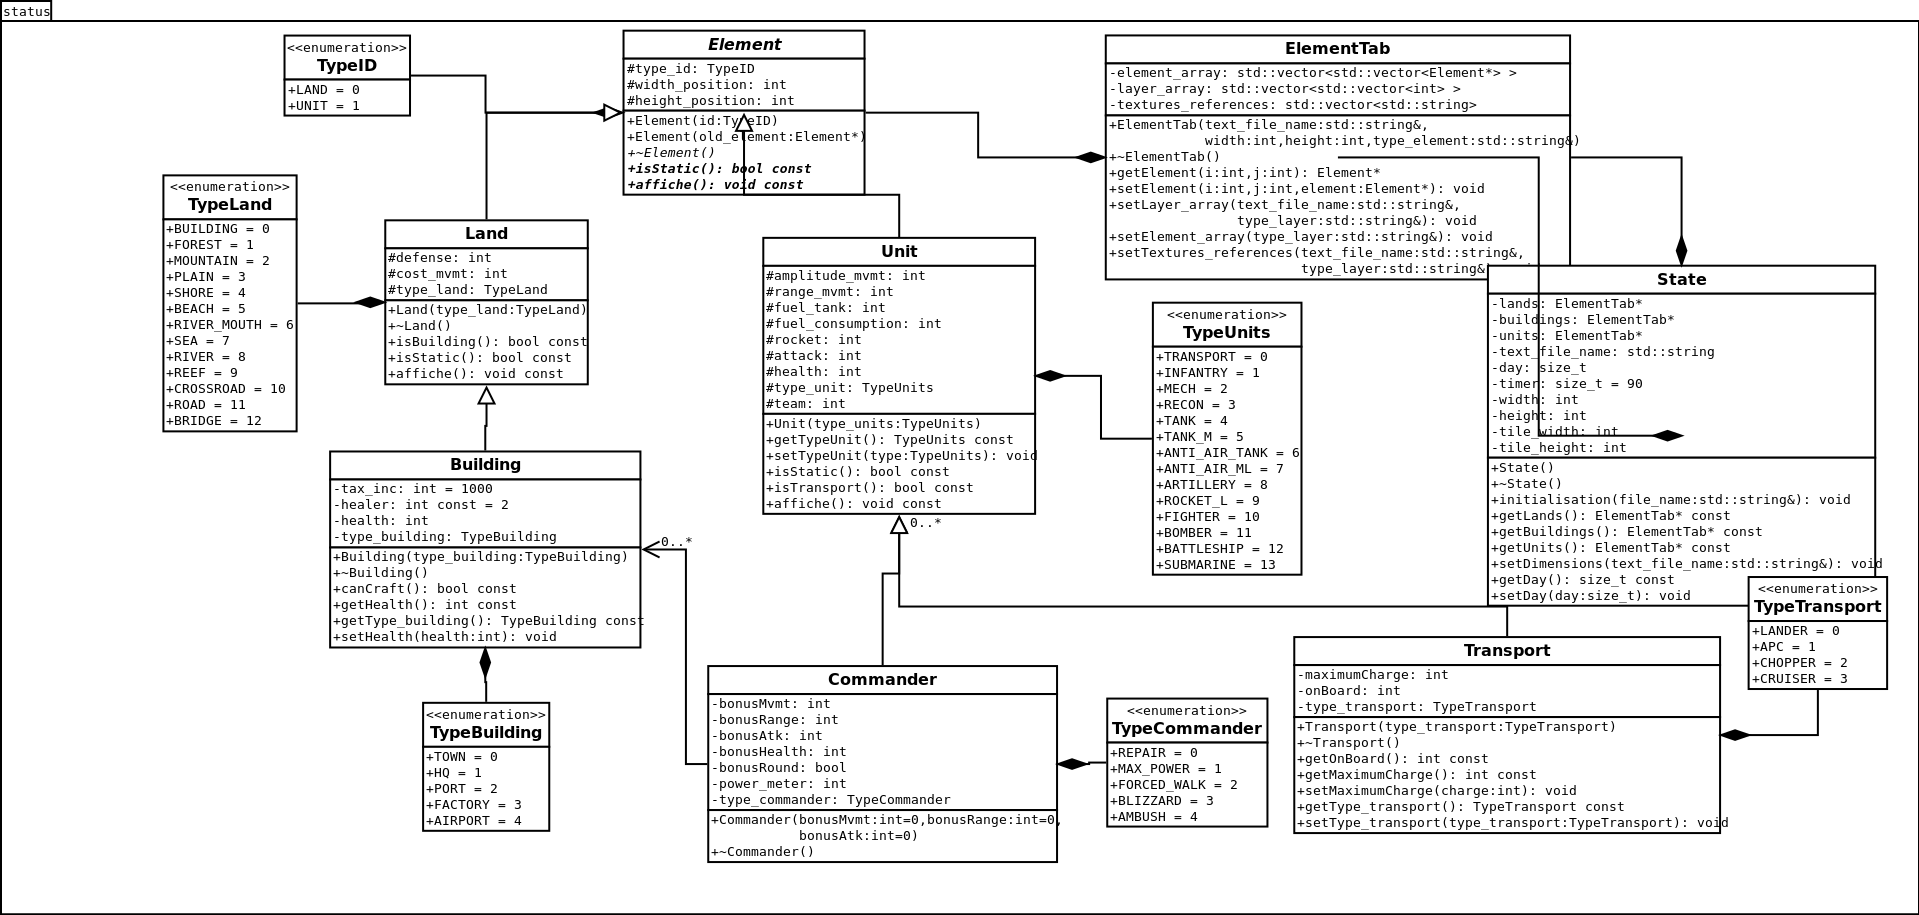 status
<<enumeration>>
TypeID
+LAND = 0
+UNIT = 1
Element
#type_id: TypeID
#width_position: int
#height_position: int
+Element(id:TypeID)
+Element(old_element:Element*)
+~Element()
+isStatic(): bool const
+affiche(): void const
ElementTab
-element_array: std::vector<std::vector<Element*> >
-layer_array: std::vector<std::vector<int> >
-textures_references: std::vector<std::string>
+ElementTab(text_file_name:std::string&,
width:int,height:int,type_element:std::string&)
+~ElementTab()
+getElement(i:int,j:int): Element*
+setElement(i:int,j:int,element:Element*): void
+setLayer_array(text_file_name:std::string&,
type_layer:std::string&): void
+setElement_array(type_layer:std::string&): void
+setTextures_references(text_file_name:std::string&,
type_layer:std::string&
<<enumeration>>
TypeLand
+BUILDING = 0
+FOREST = 1
+MOUNTAIN = 2
+PLAIN = 3
+SHORE = 4
+BEACH = 5
+RIVER_MOUTH = 6
+SEA = 7
+RIVER = 8
+REEF = 9
+CROSSROAD = 10
+ROAD = 11
+BRIDGE = 12
Land
#defense: int
#cost_mvmt: int
#type_land: TypeLand
+Land(type_land:TypeLand)
+~Land()
+isBuilding(): bool const
+isStatic(): bool const
+affiche(): void const
Unit
#amplitude_mvmt: int
#range_mvmt: int
#fuel_tank: int
#fuel_consumption: int
#rocket: int
#attack: int
#health: int
#type_unit: TypeUnits
#team: int
+Unit(type_units:TypeUnits)
+getTypeUnit(): TypeUnits const
+setTypeUnit(type:TypeUnits): void
+isStatic(): bool const
+isTransport(): bool const
+affiche(): void const
0..*
<<enumeration>>
TypeUnits
+TRANSPORT = 0
+INFANTRY = 1
+MECH = 2
+RECON = 3
+TANK = 4
+TANK_M = 5
+ANTI_AIR_TANK = 6
+ANTI_AIR_ML = 7
+ARTILLERY = 8
+ROCKET_L = 9
+FIGHTER = 10
+BOMBER = 11
+BATTLESHIP = 12
+SUBMARINE = 13
State
-lands: ElementTab*
-buildings: ElementTab*
-units: ElementTab*
-text_file_name: std::string
-day: size_t
-timer: size_t = 90
-width: int
-height: int
-tile_width: int
-tile_height: int
+State()
+~State()
+initialisation(file_name:std::string&): void
+getLands(): ElementTab* const
+getBuildings(): ElementTab* const
+getUnits(): ElementTab* const
+setDimensions(text_file_name:std::string&): void
+getDay(): size_t const
+setDay(day:size_t): void
Building
-tax_inc: int = 1000
-healer: int const = 2
-health: int
-type_building: TypeBuilding
+Building(type_building:TypeBuilding)
+~Building()
+canCraft(): bool const
+getHealth(): int const
+getType_building(): TypeBuilding const
+setHealth(health:int): void
0..*
<<enumeration>>
TypeTransport
+LANDER = 0
+APC = 1
+CHOPPER = 2
+CRUISER = 3
<<enumeration>>
TypeBuilding
+TOWN = 0
+HQ = 1
+PORT = 2
+FACTORY = 3
+AIRPORT = 4
Commander
-bonusMvmt: int
-bonusRange: int
-bonusAtk: int
-bonusHealth: int
-bonusRound: bool
-power_meter: int
-type_commander: TypeCommander
+Commander(bonusMvmt:int=0,bonusRange:int=0,
bonusAtk:int=0)
+~Commander()
<<enumeration>>
TypeCommander
+REPAIR = 0
+MAX_POWER = 1
+FORCED_WALK = 2
+BLIZZARD = 3
+AMBUSH = 4
Transport
-maximumCharge: int
-onBoard: int
-type_transport: TypeTransport
+Transport(type_transport:TypeTransport)
+~Transport()
+getOnBoard(): int const
+getMaximumCharge(): int const
+setMaximumCharge(charge:int): void
+getType_transport(): TypeTransport const
+setType_transport(type_transport:TypeTransport): void